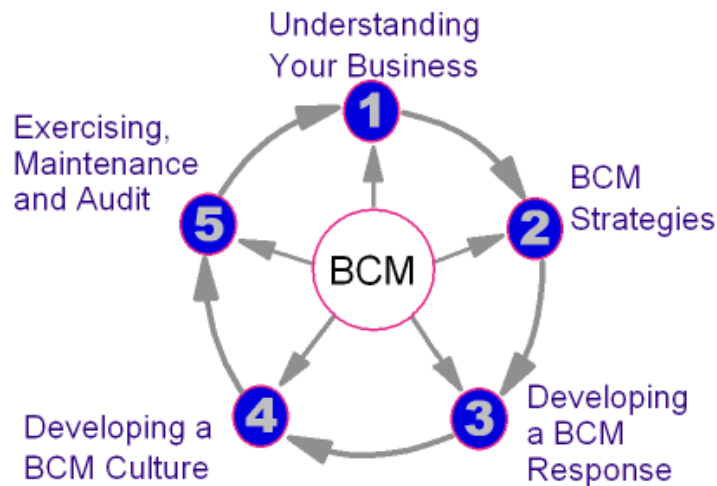 Understanding
Your Business
1
BCM
Strategies
2
Developing
a BCM
Response
3
Developing a
BCM Culture
4
Exercising,
Maintenance
and Audit
5
BCM